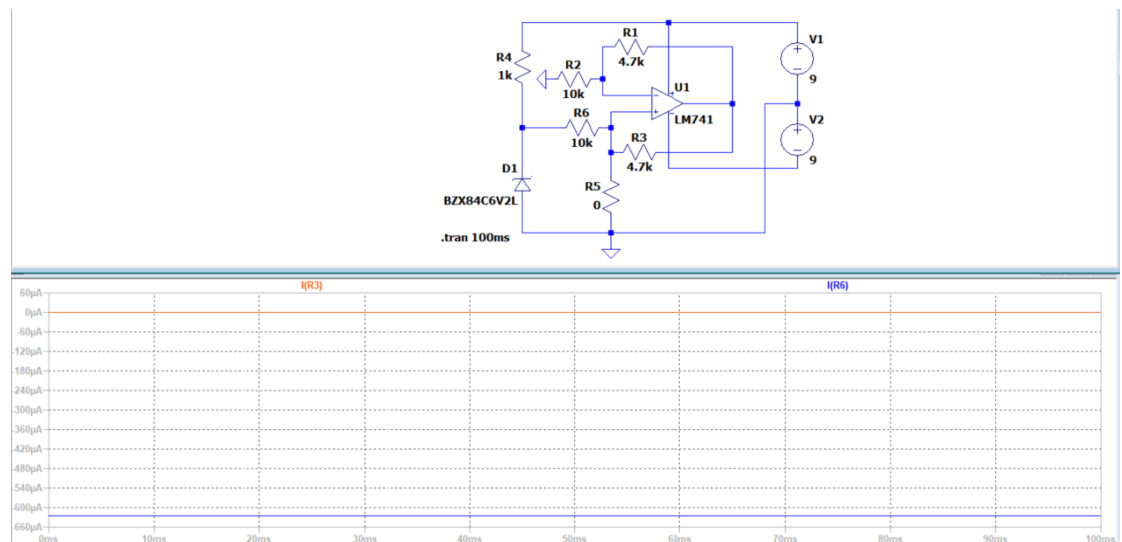 R1
4.7k
V1
9
R4
1k
R2
10k
U1
LM741
V2
9
R6
10k
R3
4.7k
D1
BZX84C6V2L
R5
0
.tran 100ms
I(R3)
I(R6)
60µA
0µA
-60µA
-120µA
-180µA
-240µA
-300µA
-360µA
-420µA
-480µA
-540µA
-600µA
-660µA
0ms
10ms
20ms
30ms
40ms
50ms
70ms
80ms
90ms
100ms